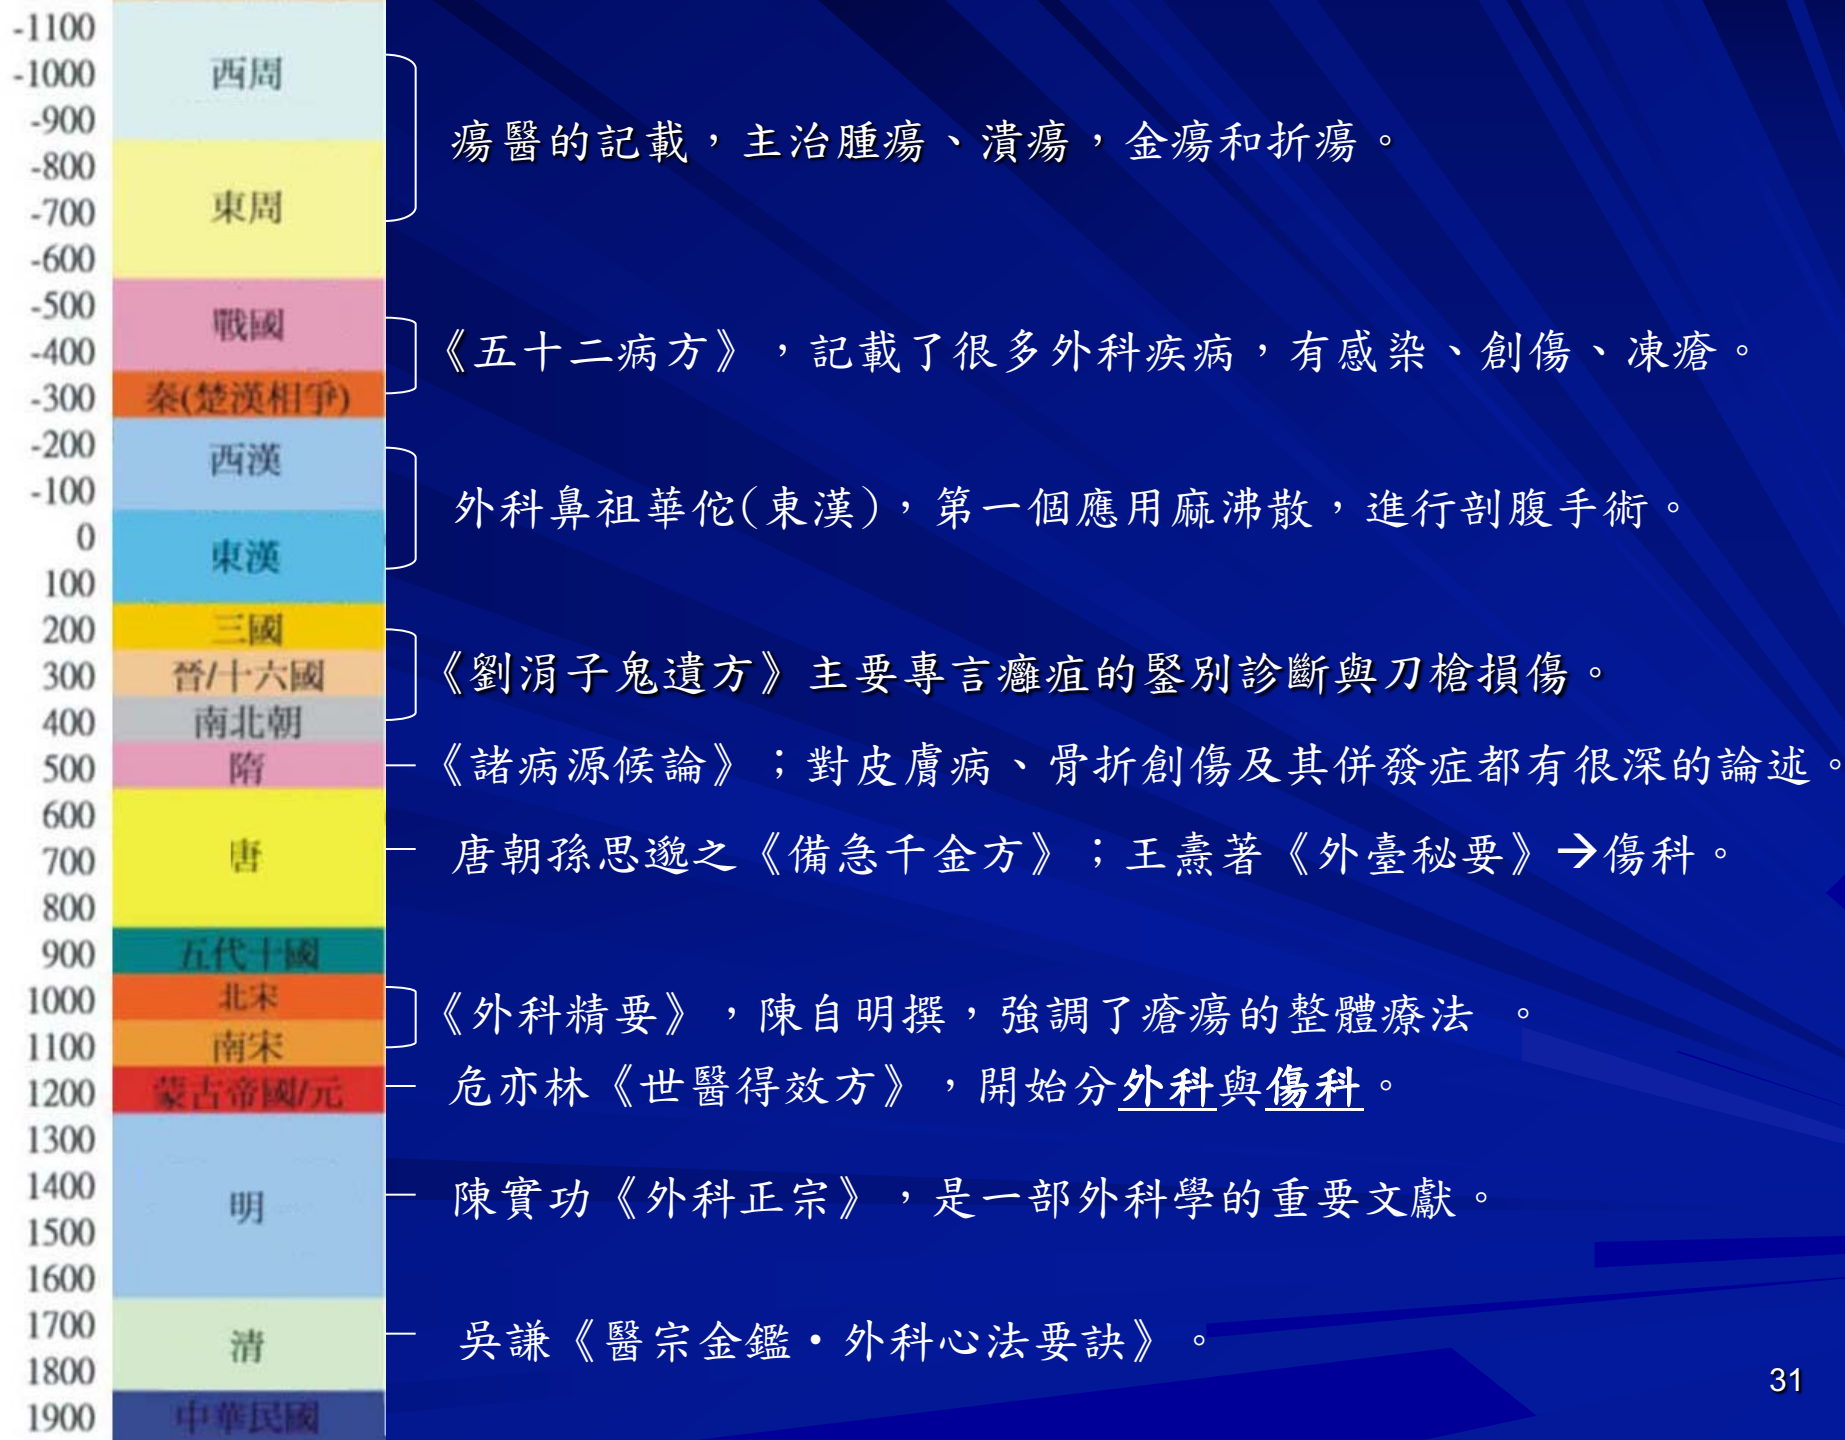 -1100
-1000
西周
-900
瘍醫的記載，主治腫瘍、潰瘍，金瘍和折瘍。
-800
-700
東周
-600
-500
戰國
-400
《五十二病方》，記載了很多外科疾病，有感染、創傷、凍瘡。
-300
秦(楚漢相爭)
-200
西漢
-100
外科鼻祖華佗(東漢)，第一個應用麻沸散，進行剖腹手術。
0
東漢
100
200
三國
300
晉/十六國
《劉涓子鬼遺方》主要專言癰疽的鑒別診斷與刀槍損傷。
400
南北朝
500
隋
《諸病源候論》；對皮膚病、骨折創傷及其併發症都有很深的論述。
600
700
唐
唐朝孫思邈之《備急千金方》；王燾著《外臺秘要》→傷科。
800
900
五代十國
1000
北宋
《外科精要》，陳自明撰，強調了瘡瘍的整體療法 。
1100
南宋
1200
蒙古帝國/元
危亦林《世醫得效方》，開始分外科與傷科。
1300
1400
明
陳實功《外科正宗》，是一部外科學的重要文獻。
1500
1600
1700
清
吳謙《醫宗金鑑•外科心法要訣》。
1800
1900
中華民國
31